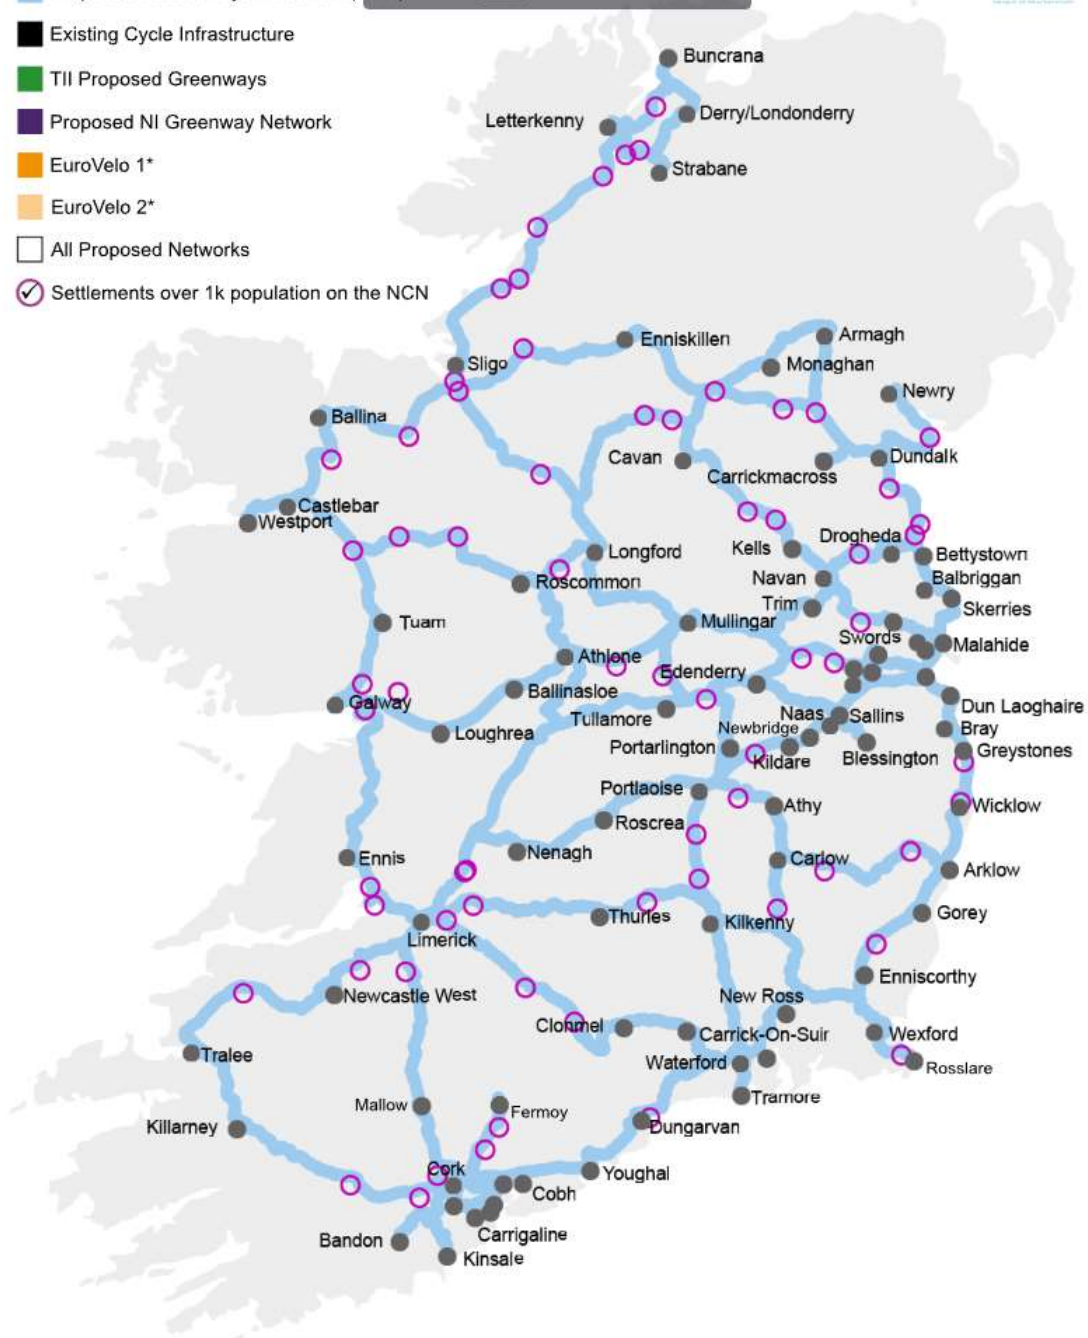 Existing Cycle Infrastructure
TII Proposed Greenways
Proposed NI Greenway Network
EuroVelo 1*
EuroVelo 2*
All Proposed Networks
Settlements over 1k population on the NCN
Buncrana
Letterkenny
Derry/Londonderry
Strabane
Enniskillen
Armagh
Sligo
Monaghan
Newry
Ballina
Cavan
Dundalk
Carrickmacross
Castlebar
Westport
Drogheda
Longford
Kells
Bettystown
Roscommon
Navan
Balbriggan
Trim
Skerries
Tuam
Mullingar
Swords
Malahide
Athlone
Edenderry
Ballinasloe
Galway
Dun Laoghaire
Tullamore
Naas
Sallins
Loughrea
Newbridge
Bray
Portarlington
Greystones
Kildare
Blessington
Portlaoise
Athy
Wicklow
Roscrea
Nenagh
Ennis
Carlow
Arklow
Thurles
Gorey
Kilkenny
Limerick
Enniscorthy
Newcastle West
New Ross
Clonmel
Carrick-On-Suir
Wexford
Tralee
Waterford
Rosslare
Tramore
Mallow
Fermoy
Killarney
Dungarvan
Cork
Youghal
Cobh
Carrigaline
Bandon
Kinsale